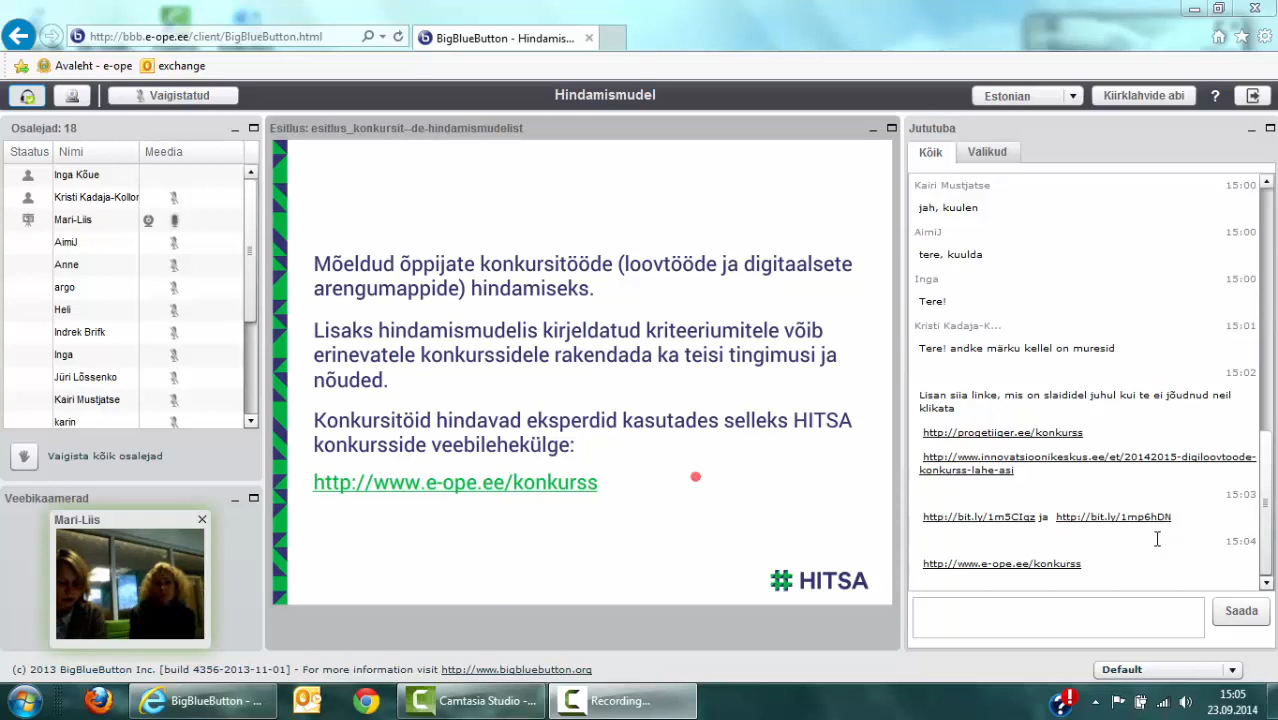 http://bbb.e-ope.ee/client/BigBlueButton.html
BigBlueButton - Hindamis...
Avaleht - e-ope
exchange
Vaigistatud
Hindamismudel
Estonian
Kiirklahvide abi
?
Osalejad: 18
Staatus Nimi Meedia
Inga Kõue
Kristi Kadaja-Kollor
Mari-Liis
AimiJ
Anne
argo
Heli
Indrek Brifk
Inga
Jüri Lõssenko
Kairi Mustjatse
karin
Vaigista kõik osalejad
Veebikaamerad
Mari-Liis
Esitlus: esitlus_konkursit--de-hindamismudelist
Mõeldud õppijate konkursitööde (loovtööde ja digitaalsete
arengumappide) hindamiseks.
Lisaks hindamismudelis kirjeldatud kriteeriumitele võib
erinevatele konkurssidele rakendada ka teisi tingimusi ja
nõuded.
Konkursitöid hindavad eksperdid kasutades selleks HITSA
konkursside veebilehekülge:
http://www.e-ope.ee/konkurss
HITSA
Jututuba
Kõik Valikud
Kairi Mustjatse 15:00
jah, kuulen
AimiJ 15:00
tere, kuulda
Inga 15:00
Tere!
Kristi Kadaja-K... 15:01
Tere! andke märku kellel on muresid
15:02
Lisan siia linke, mis on slaididel juhul kui te ei jõudnud neil
klikata
http://progetiiger.ee/konkurss
http://www.innovatsioonikeskus.ee/et/20142015-digiloovtoode-
konkurss-lahe-asi
15:03
http://bit.ly/1m5CIqz ja http://bit.ly/1mp6hDN
15:04
http://www.e-ope.ee/konkurss
Saada
(c) 2013 BigBlueButton Inc. [build 4356-2013-11-01] - For more information visit http://www.bigbluebutton.org
Default
BigBlueButton - ...
Camtasia Studio - ...
Recording...
15:05
23.09.2014